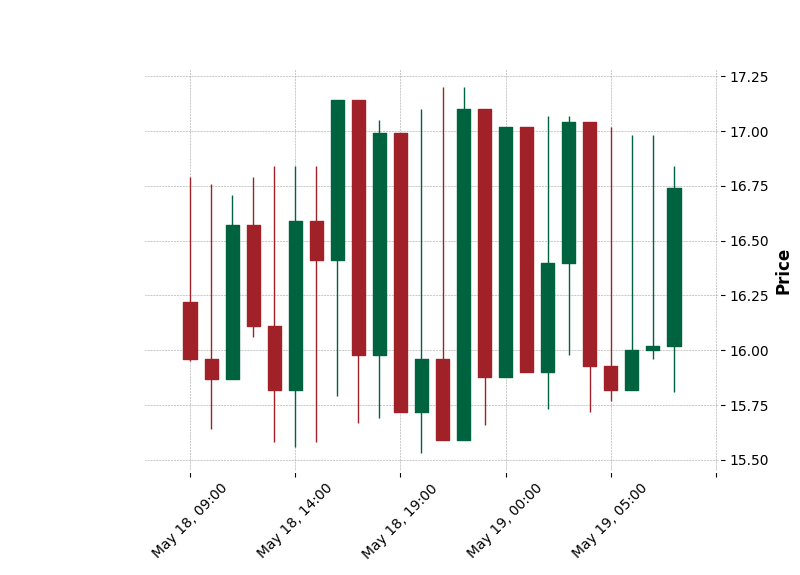 17.25
17.00
16.75
16.50
16.25
16.00
15.75
15.50
Price
May 18, 09:00
May 18, 14:00
May 18, 19:00
May 19, 00:00
May 19, 05:00